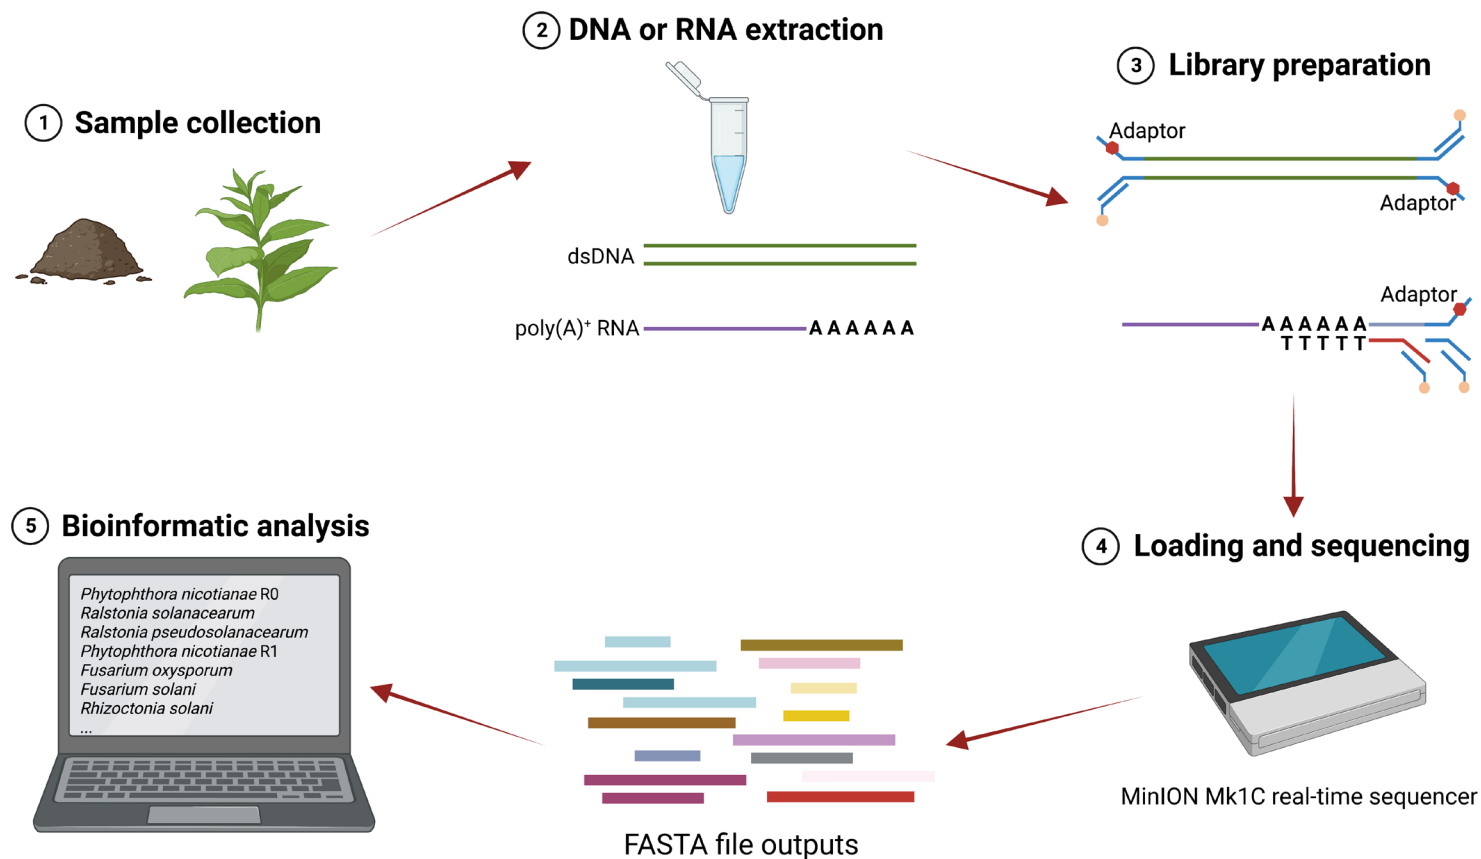 1 Sample collection
2 DNA or RNA extraction
dsDNA
poly(A)+ RNA AAAAAA
3 Library preparation
Adaptor
Adaptor
Adaptor
AAAAAA
TTTTT
4 Loading and sequencing
MinION Mk1C real-time sequencer
FASTA file outputs
5 Bioinformatic analysis
Phytophthora nicotianae R0
Ralstonia solanacearum
Ralstonia pseudosolanacearum
Phytophthora nicotianae R1
Fusarium oxysporum
Fusarium solani
Rhizoctonia solani
...